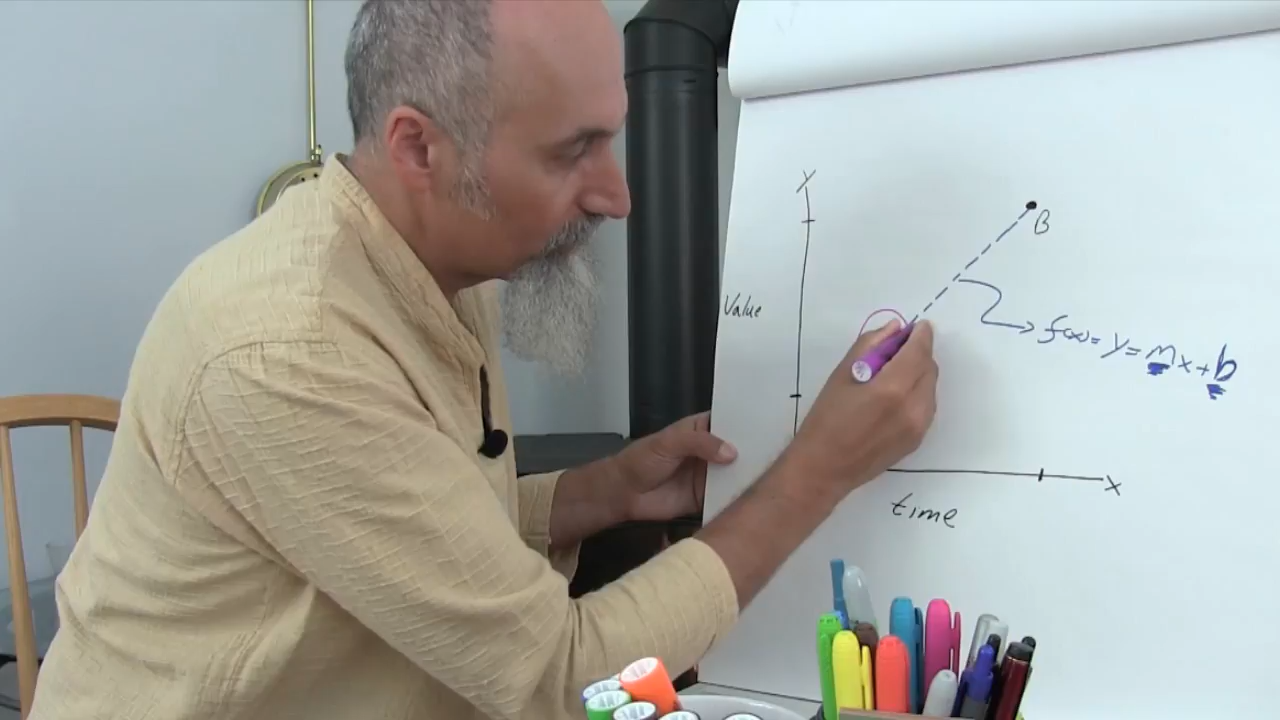 Y
B
Value
f(x)= y = mx+b
X
time